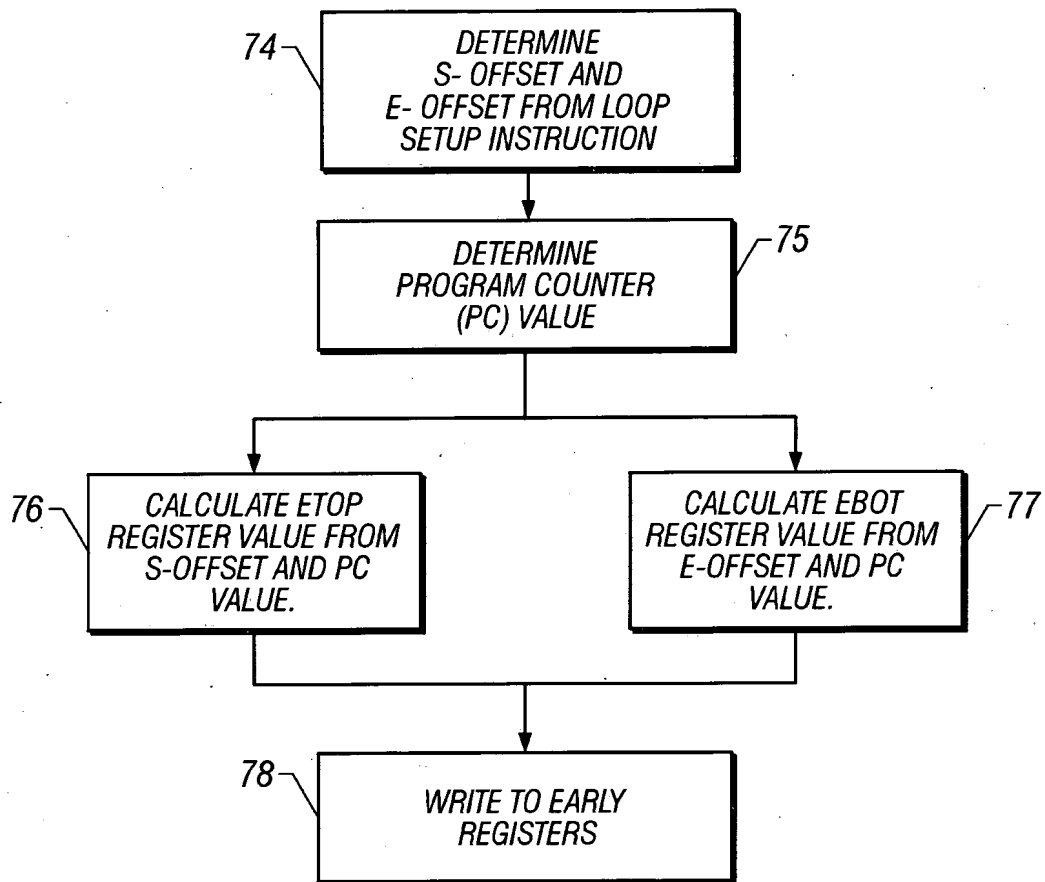 74
DETERMINE
S- OFFSET AND
E- OFFSET FROM LOOP
SETUP INSTRUCTION
75
DETERMINE
PROGRAM COUNTER
(PC) VALUE
76
CALCULATE ETOP
REGISTER VALUE FROM
S-OFFSET AND PC
VALUE.
77
CALCULATE EBOT
REGISTER VALUE FROM
E-OFFSET AND PC
VALUE.
78
WRITE TO EARLY
REGISTERS